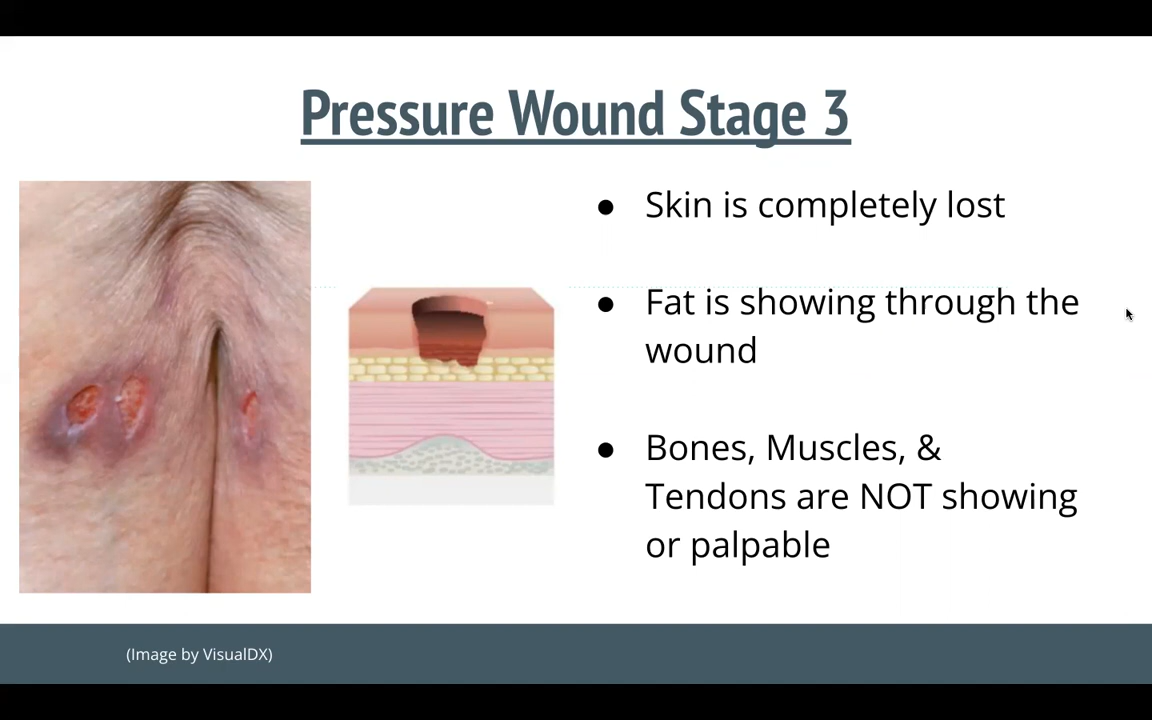 Pressure Wound Stage 3
● Skin is completely lost
● Fat is showing through the
wound
● Bones, Muscles, &
Tendons are NOT showing
or palpable
(Image by VisualDX)